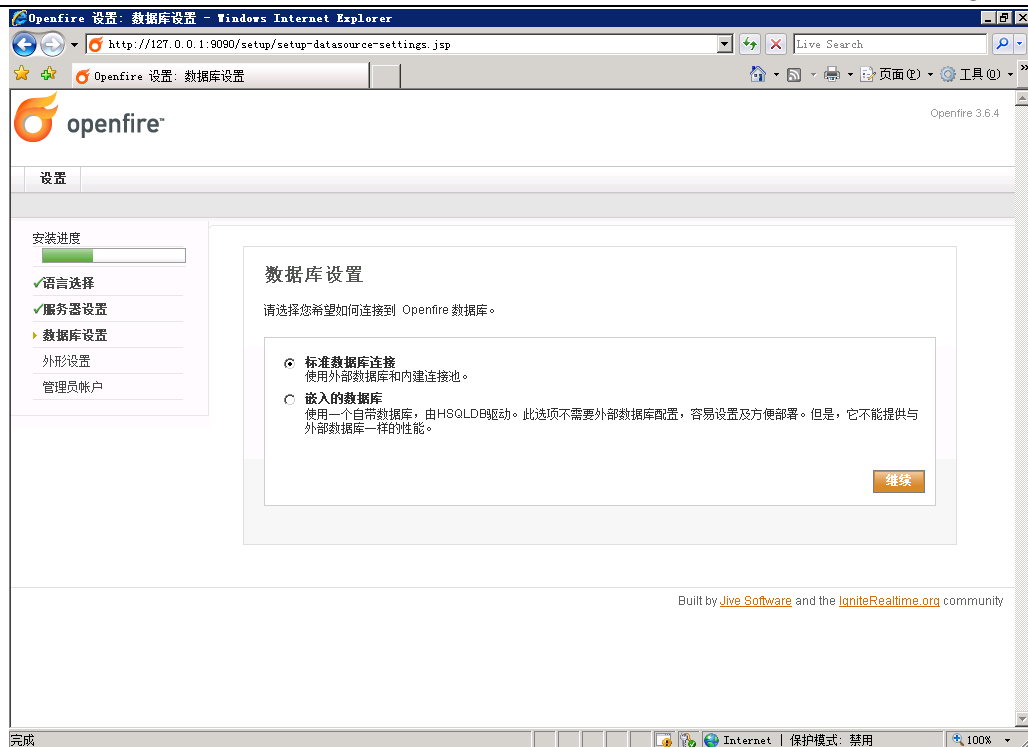 Openfire 设置: 数据库设置 - Windows Internet Explorer
http://127.0.0.1:9090/setup/setup-datasource-settings.jsp
Live Search
Openfire 设置: 数据库设置
页面(P)
工具(O)
openfire
Openfire 3.6.4
设置
安装进度
语言选择
服务器设置
数据库设置
外形设置
管理员帐户
数据库设置
请选择您希望如何连接到 Openfire 数据库。
标准数据库连接
使用外部数据库和内建连接池。
嵌入的数据库
使用一个自带数据库，由HSQLDB驱动。此选项不需要外部数据库配置，容易设置及方便部署。但是，它不能提供与
外部数据库一样的性能。
继续
Built by Jive Software and the IgniteRealtime.org community
完成
Internet | 保护模式: 禁用
100%